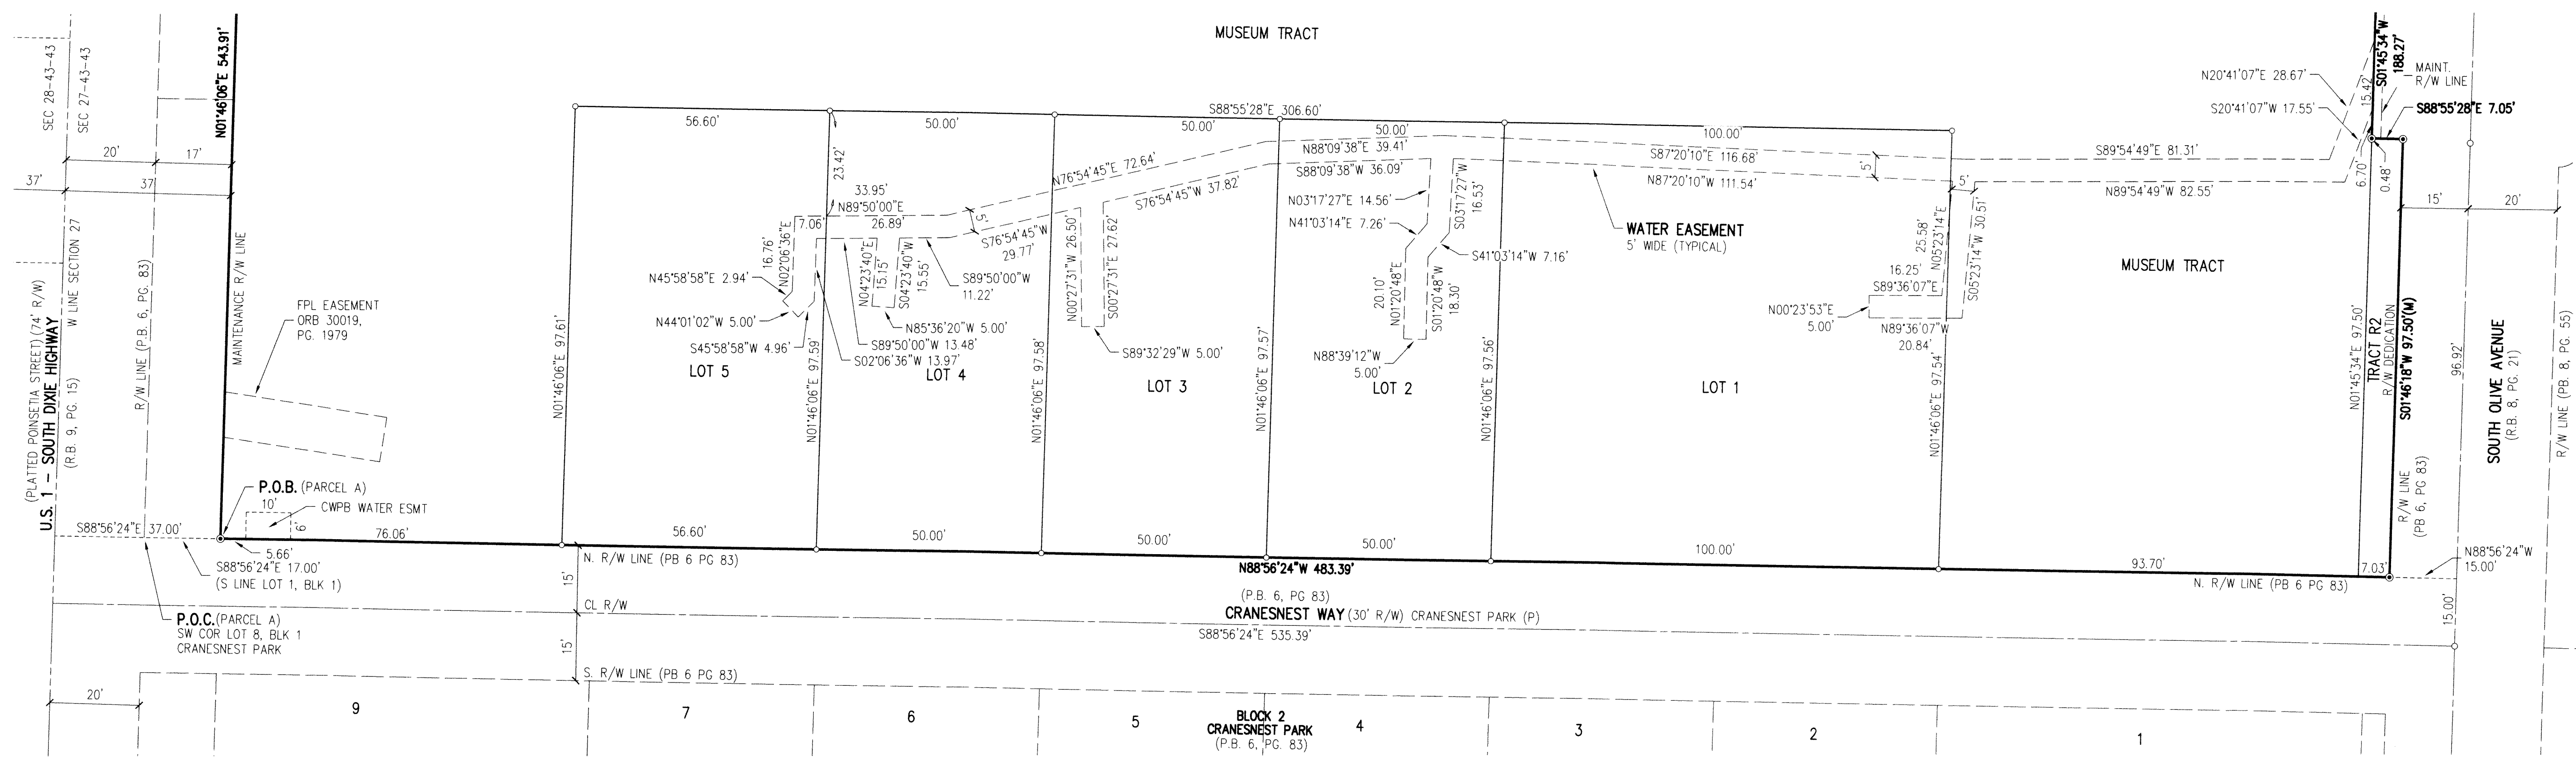 MUSEUM TRACT
SEC 28-43-43
SEC 27-43-43
N01°46'06"E 543.91'
20'
17'
37'
37'
(PLATTED POINSETIA STREET) (74' R/W)
U.S. 1 - SOUTH DIXIE HIGHWAY
(R.B. 9, PG. 15)
W LINE SECTION 27
R/W LINE (P.B. 6, PG. 83)
MAINTENANCE R/W LINE
FPL EASEMENT
ORB 30019,
PG. 1979
P.O.B. (PARCEL A)
10'
CWPB WATER ESMT
6'
S88°56'24"E 37.00'
5.66'
76.06'
S88°56'24"E 17.00'
(S LINE LOT 1, BLK 1)
P.O.C. (PARCEL A)
SW COR LOT 8, BLK 1
CRANESNEST PARK
20'
S88°55'28"E 306.60'
56.60'
50.00'
50.00'
50.00'
100.00'
23.42'
33.95'
N89°50'00"E
7.06'
26.89'
16.76'
N02°06'36"E
N45°58'58"E 2.94'
N44°01'02"W 5.00'
S45°58'58"W 4.96'
S02°06'36"W 13.97'
S89°50'00"W 13.48'
N04°23'40"E
15.15'
S04°23'40"W
15.55'
N85°36'20"W 5.00'
S89°50'00"W
11.22'
5'
N76°54'45"E 72.64'
S76°54'45"W
29.77'
N00°27'31"W 26.50'
S00°27'31"E 27.62'
S89°32'29"W 5.00'
S76°54'45"W 37.82'
N88°09'38"E 39.41'
S88°09'38"W 36.09'
N03°17'27"E 14.56'
S03°17'27"W
16.53'
N41°03'14"E 7.26'
S41°03'14"W 7.16'
20.10'
N01°20'48"E
S01°20'48"W
18.30'
N88°39'12"W
5.00'
S87°20'10"E 116.68'
N87°20'10"W 111.54'
5'
WATER EASEMENT
5' WIDE (TYPICAL)
5'
N05°23'14"E
25.58'
S05°23'14"W 30.51'
16.25'
S89°36'07"E
N00°23'53"E
5.00'
N89°36'07"W
20.84'
S89°54'49"E 81.31'
N89°54'49"W 82.55'
N20°41'07"E 28.67'
S20°41'07"W 17.55'
15.42
S01°45'34"W
188.27'
MAINT.
R/W LINE
S88°55'28"E 7.05'
6.70'
0.48'
15'
20'
MUSEUM TRACT
LOT 5
LOT 4
LOT 3
LOT 2
LOT 1
N01°46'06"E 97.61'
N01°46'06"E 97.59'
N01°46'06"E 97.58'
N01°46'06"E 97.57'
N01°46'06"E 97.56'
N01°46'06"E 97.54'
N01°45'34"E 97.50'
TRACT R2
R/W DEDICATION
S01°46'18"W 97.50'(M)
R/W LINE
(PB 6, PG 83)
96.92'
SOUTH OLIVE AVENUE
(R.B. 8, PG. 21)
R/W LINE (P.B. 8, PG. 55)
56.60'
50.00'
50.00'
50.00'
100.00'
93.70'
7.03'
N88°56'24"W
15.00'
15.00'
N. R/W LINE (PB 6 PG 83)
N88°56'24"W 483.39'
N. R/W LINE (PB 6 PG 83)
15'
CL R/W
(P.B. 6, PG 83)
CRANESNEST WAY (30' R/W) CRANESNEST PARK (P)
S88°56'24"E 535.39'
15'
S. R/W LINE (PB 6 PG 83)
9
7
6
5
BLOCK 2
CRANESNEST PARK
(P.B. 6, PG. 83)
4
3
2
1